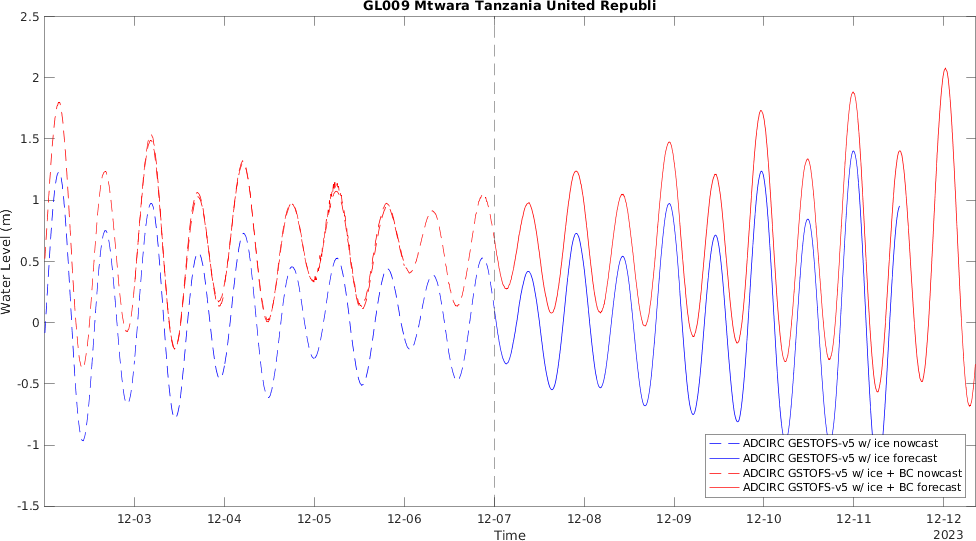 GL009 Mtwara Tanzania United Republi
2.5
2
1.5
1
0.5
0
-0.5
-1
-1.5
Water Level (m)
12-03
12-04
12-05
12-06
12-07
12-08
12-09
12-10
12-11
12-12
2023
Time
ADCIRC GESTOFS-v5 w/ ice nowcast
ADCIRC GESTOFS-v5 w/ ice forecast
ADCIRC GSTOFS-v5 w/ ice + BC nowcast
ADCIRC GSTOFS-v5 w/ ice + BC forecast